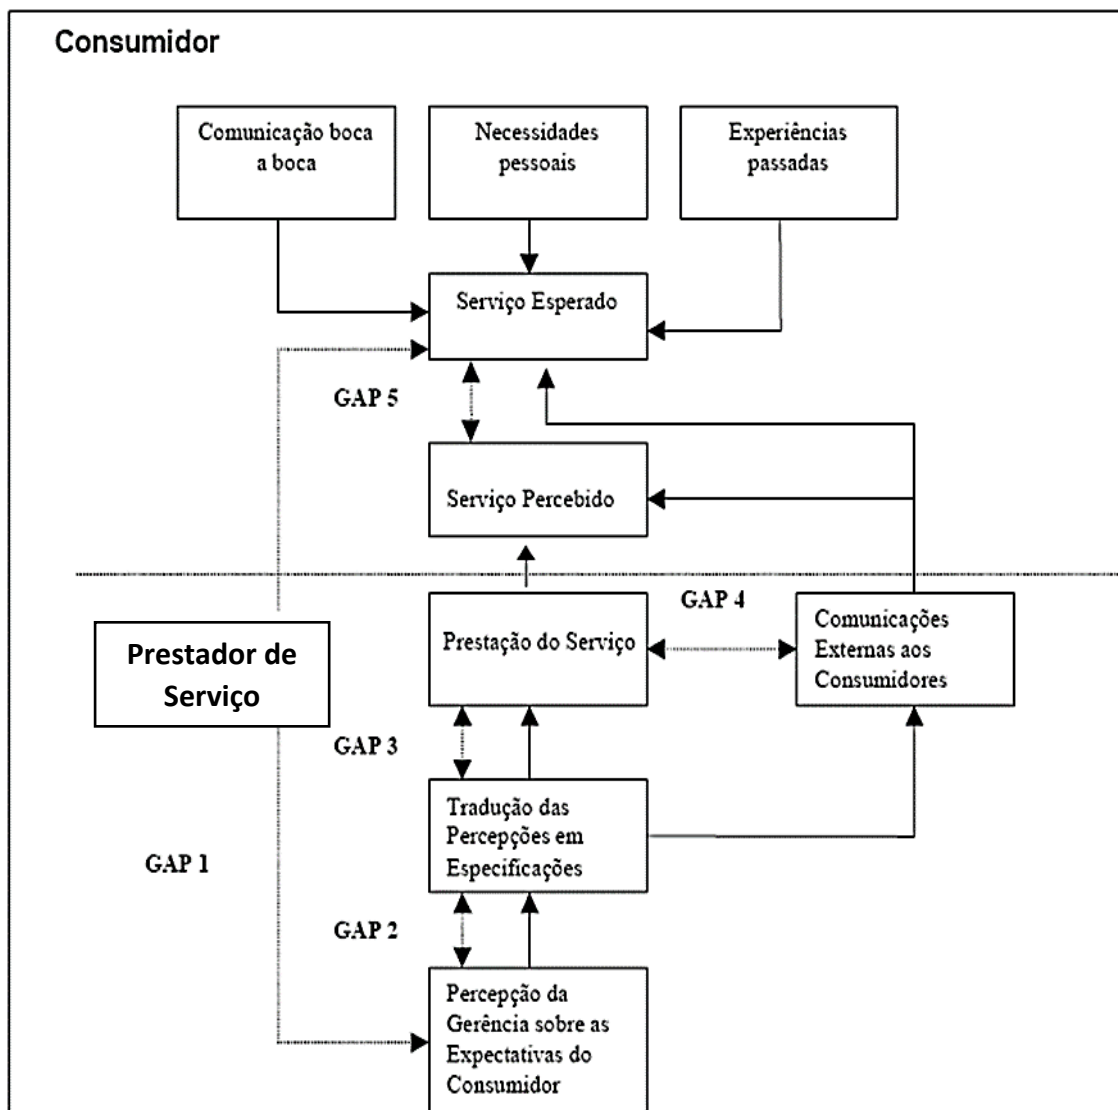 Consumidor
Comunicação boca
a boca
Necessidades
pessoais
Experiências
passadas
Serviço Esperado
GAP 5
Serviço Percebido
GAP 4
Prestação do Serviço
Comunicações
Externas aos
Consumidores
Prestador de
Serviço
GAP 3
Tradução das
Percepções em
Especificações
GAP 1
GAP 2
Percepção da
Gerência sobre as
Expectativas do
Consumidor